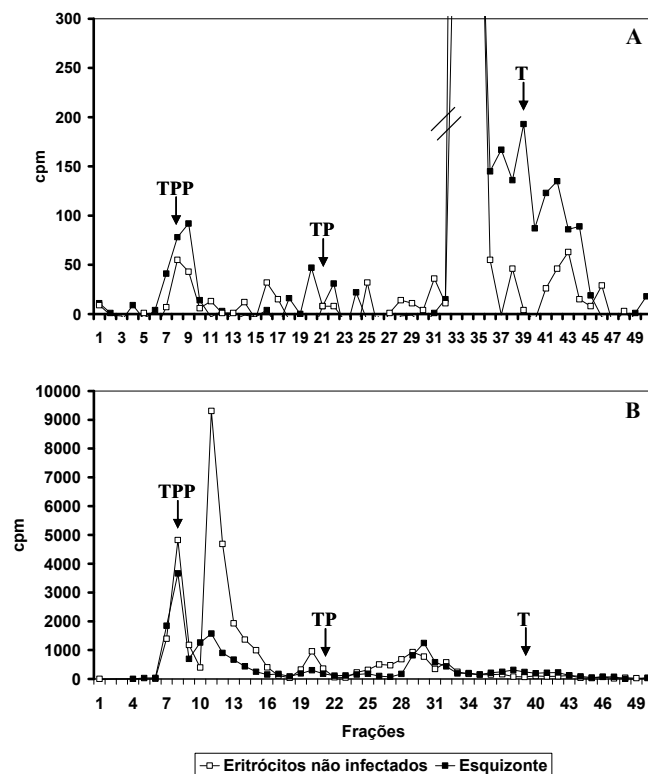 300
A
250
T
200
cpm
150
TPP
100
TP
50
0
1 3 5 7 9 11 13 15 17 19 21 23 25 27 29 31 33 35 37 39 41 43 45 47 49
10000
B
9000
8000
7000
TPP
6000
cpm
5000
4000
3000
TP T
2000
1000
0
1 4 7 10 13 16 19 22 25 28 31 34 37 40 43 46 49
Frações
Eritrócitos não infectados Esquizonte